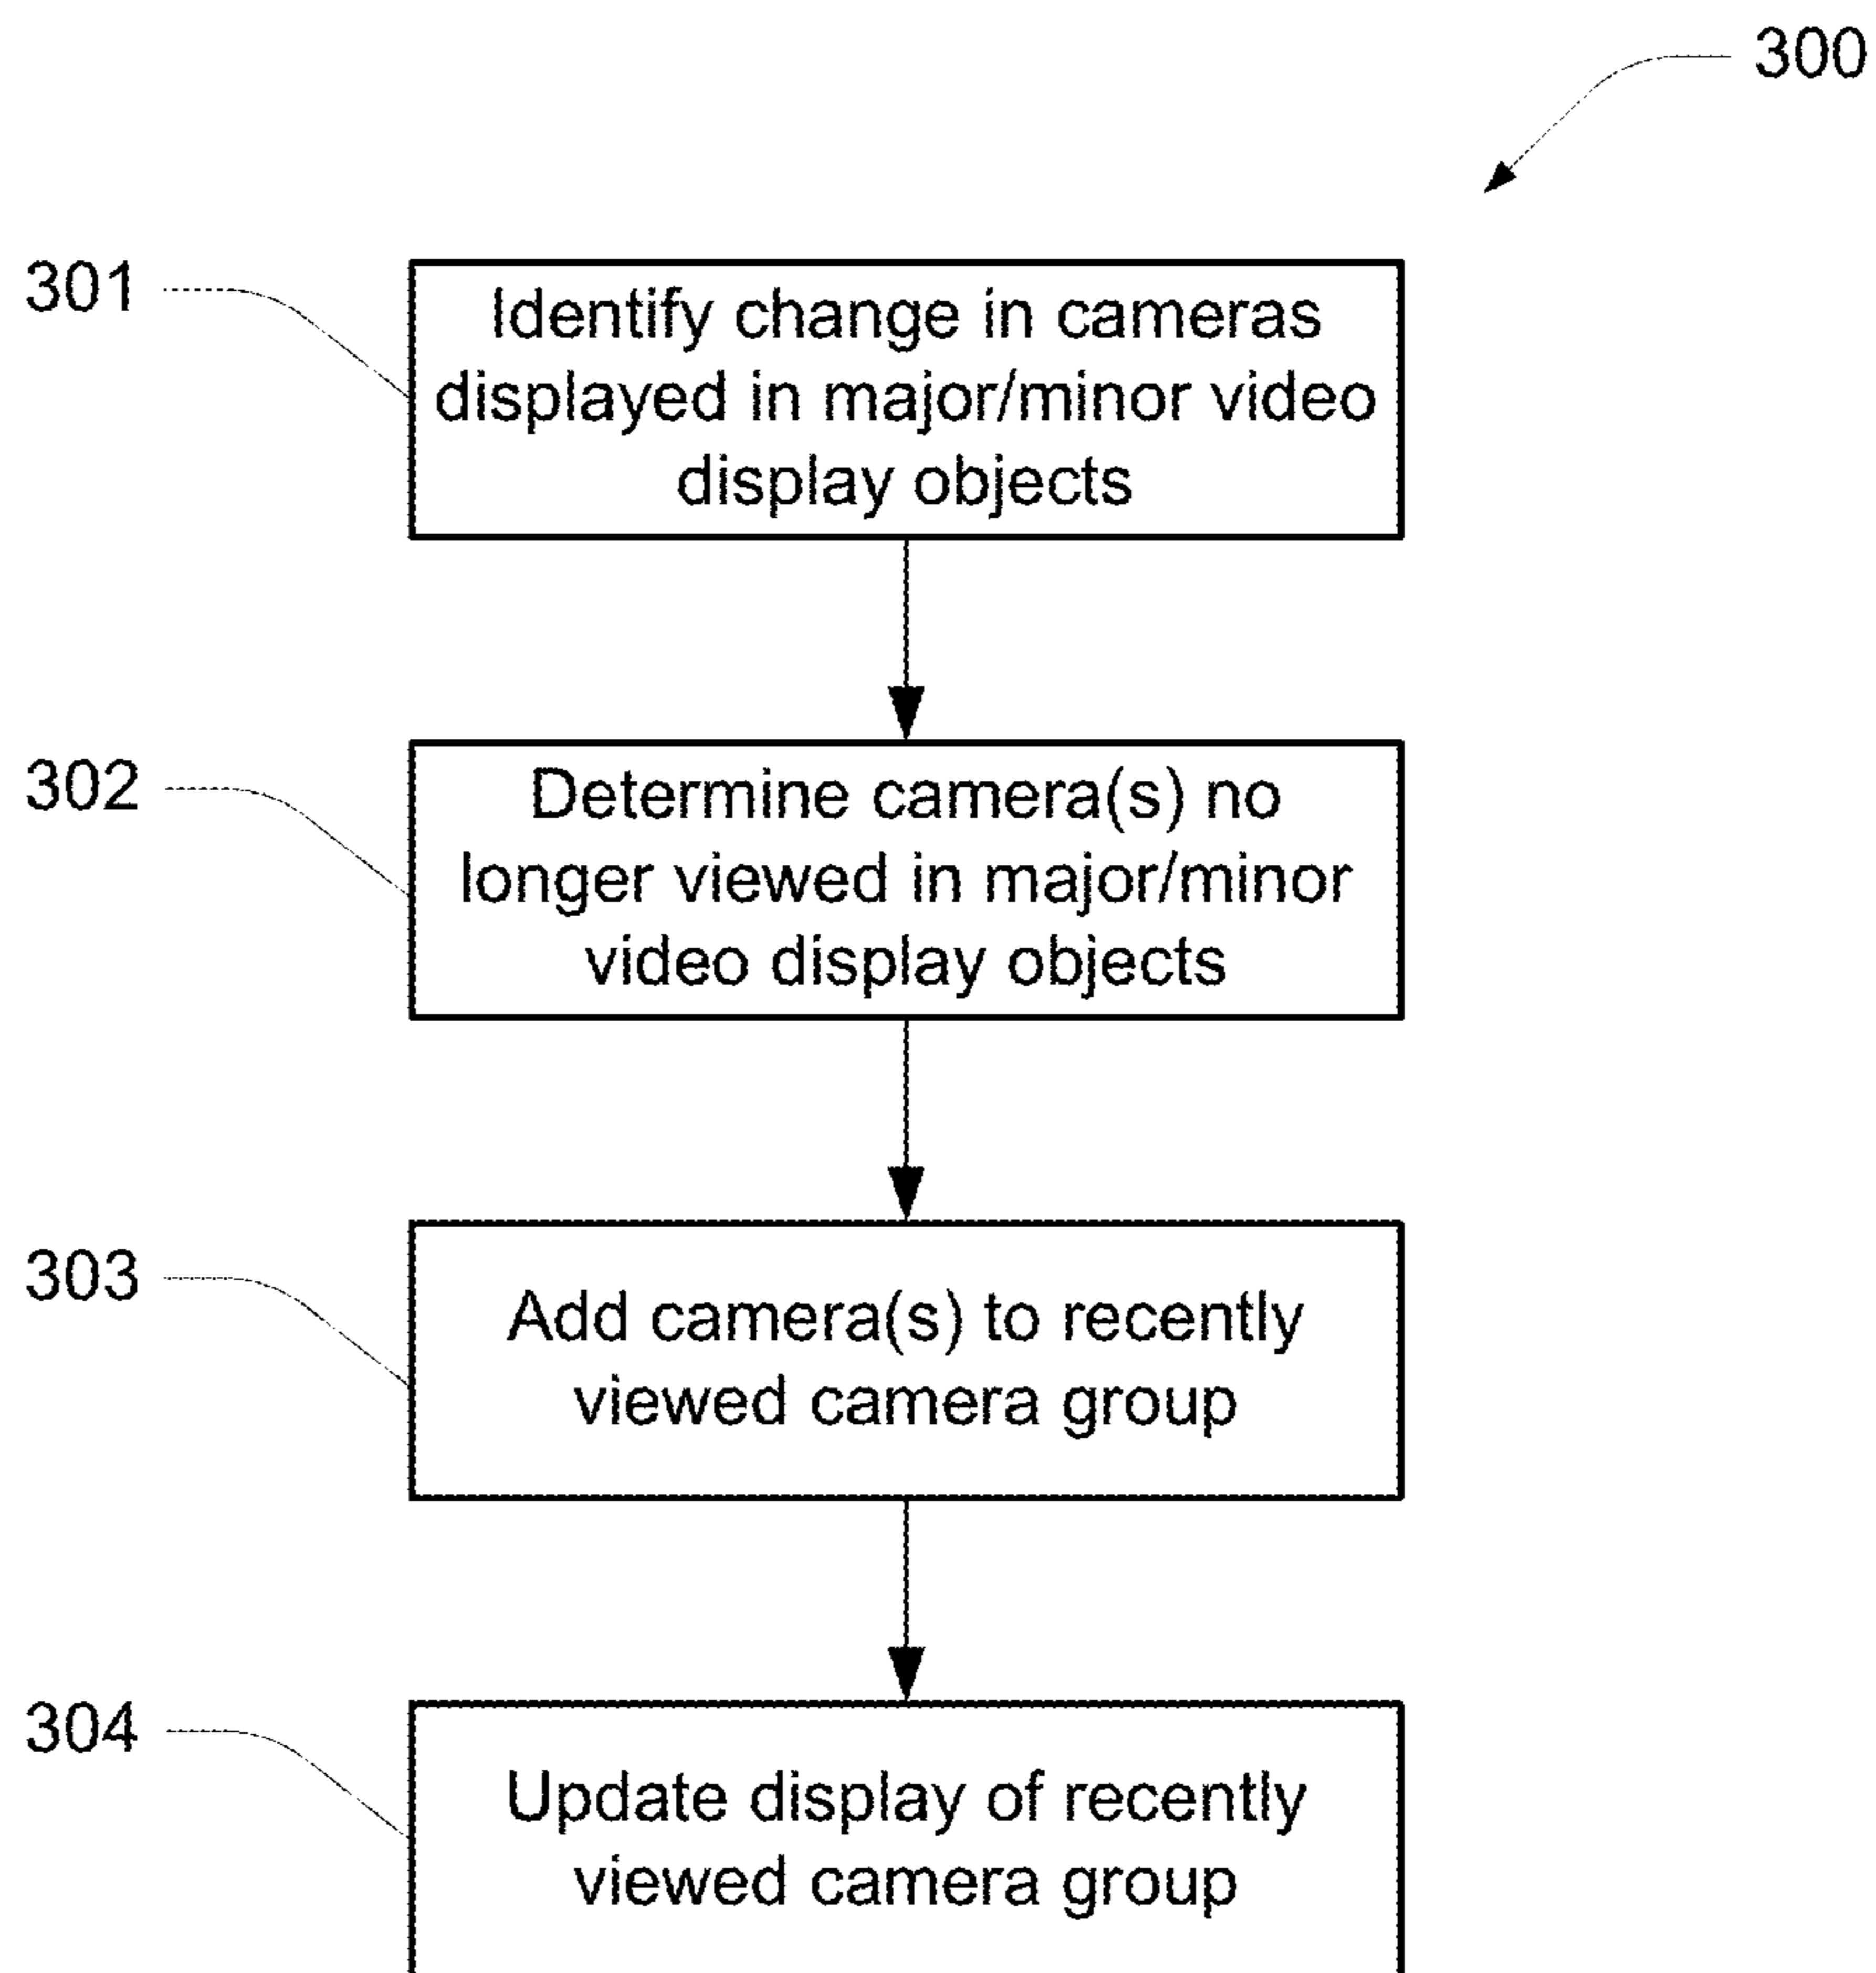 300
301
Identify change in cameras
displayed in major/minor video
display objects
302
Determine camera(s) no
longer viewed in major/minor
video display objects
303
Add camera(s) to recently
viewed camera group
304
Update display of recently
viewed camera group